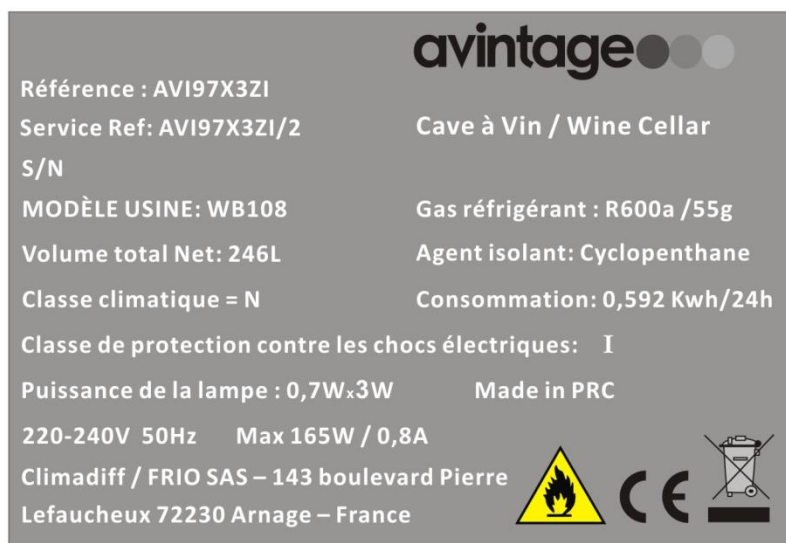 avintage
Référence : AVI97X3ZI
Service Ref: AVI97X3ZI/2
Cave à Vin / Wine Cellar
S/N
MODÈLE USINE: WB108
Gas réfrigérant : R600a /55g
Volume total Net: 246L
Agent isolant: Cyclopenthane
Classe climatique = N
Consommation: 0,592 Kwh/24h
Classe de protection contre les chocs électriques: I
Puissance de la lampe : 0,7Wx3W
Made in PRC
220-240V 50Hz Max 165W / 0,8A
Climadiff / FRIO SAS – 143 boulevard Pierre
Lefaucheux 72230 Arnage – France
CE